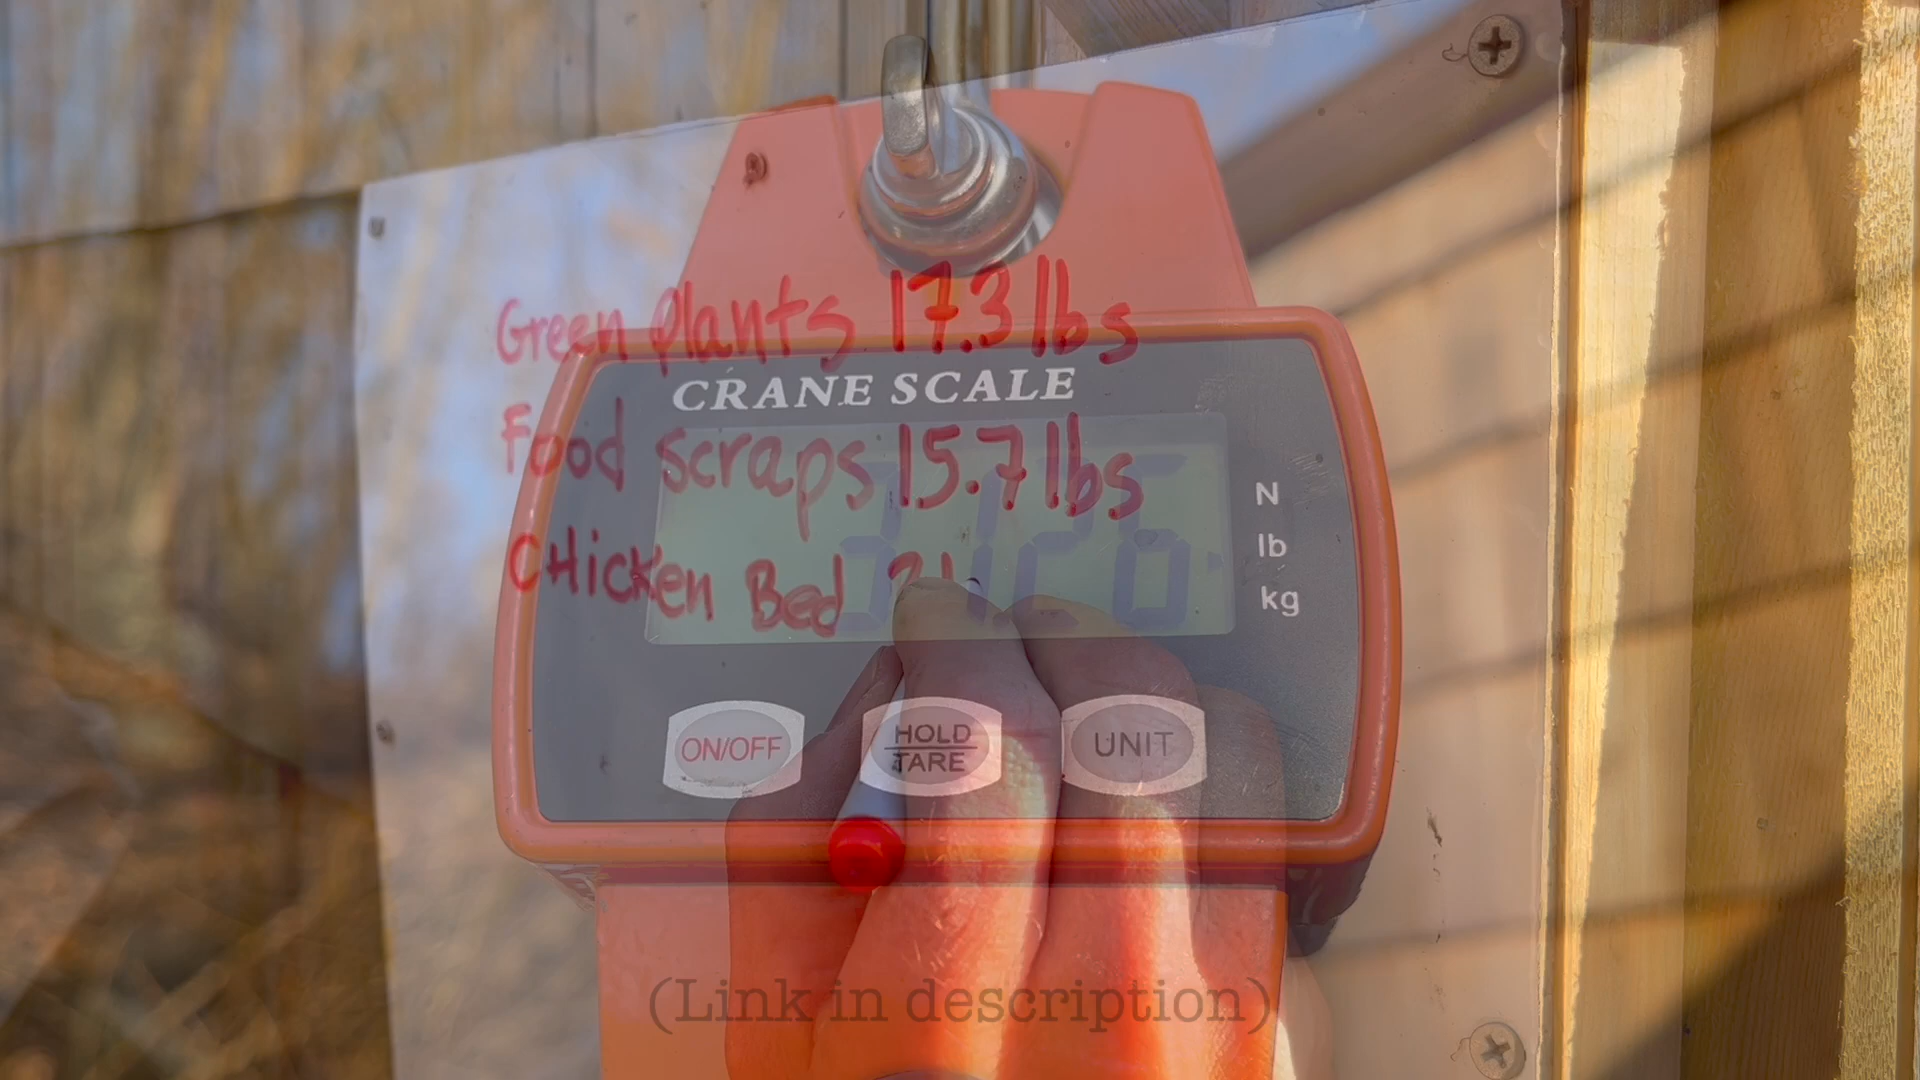 Green plants 17.3 lbs
CRANE SCALE
Food scraps 15.7 lbs
N
lb
kg
CHicken Bed
ON/OFF
HOLD
TARE
UNIT
(Link in description)